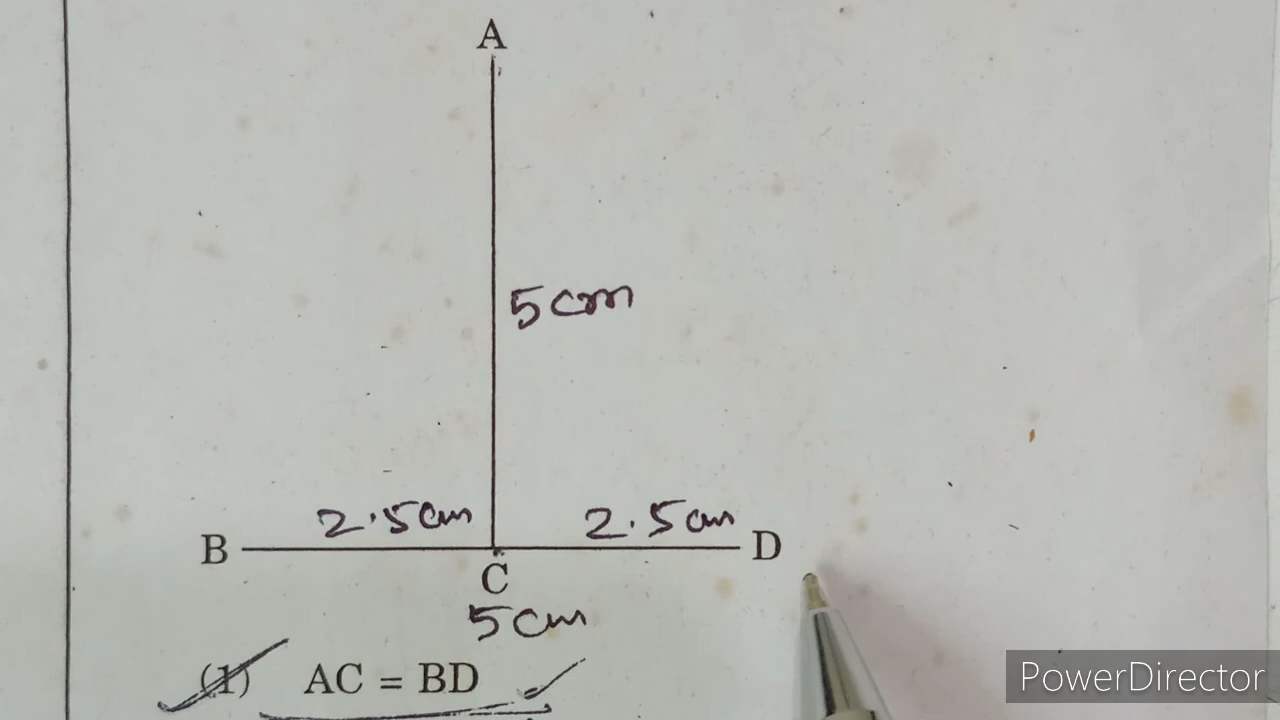 A
5cm
2.5cm 2.5cm
B D
C
5cm
(1) AC = BD
PowerDirector